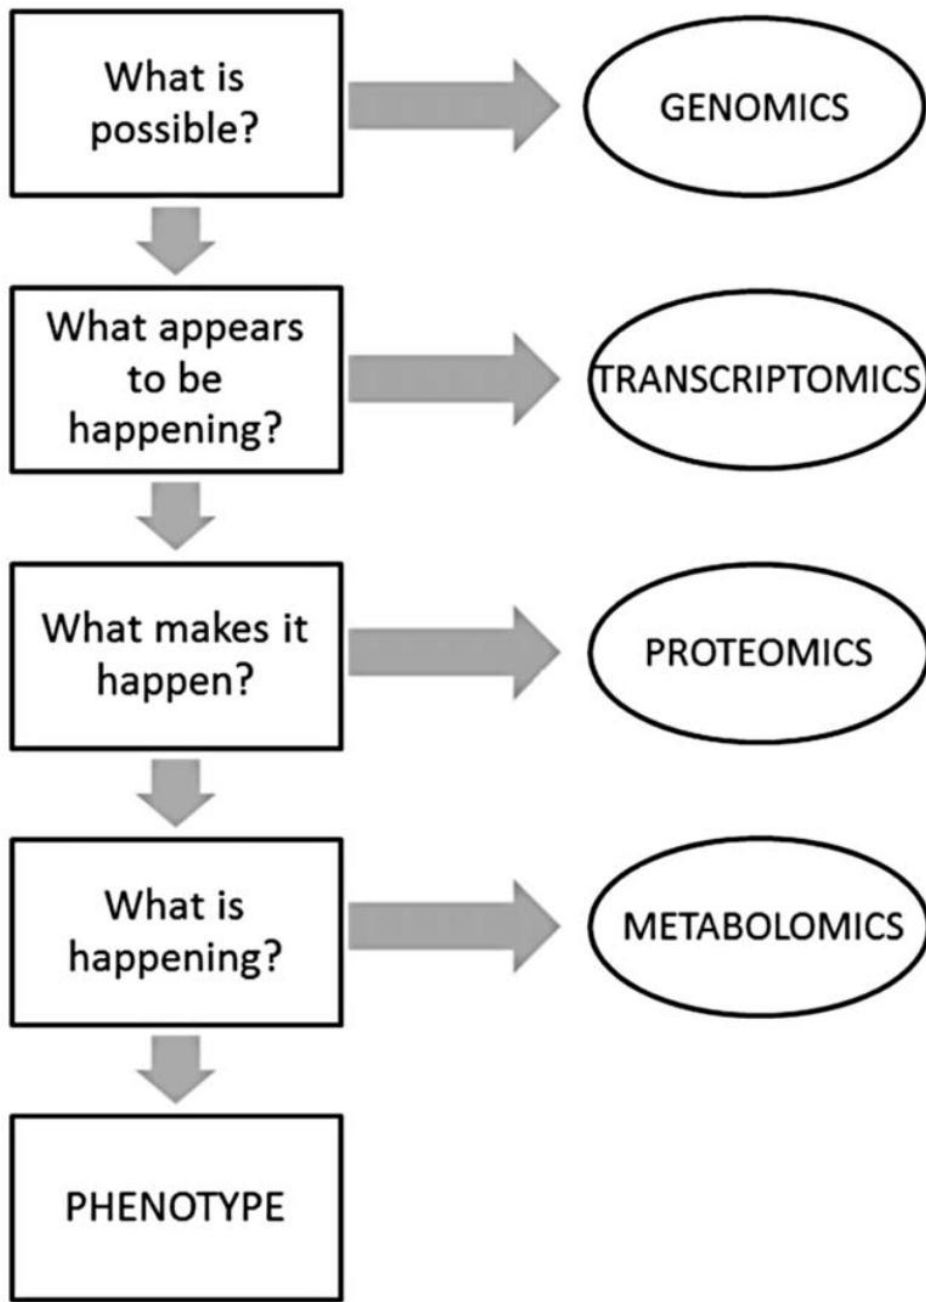 What is
possible?
GENOMICS
What appears
to be
happening?
TRANSCRIPTOMICS
What makes it
happen?
PROTEOMICS
What is
happening?
METABOLOMICS
PHENOTYPE